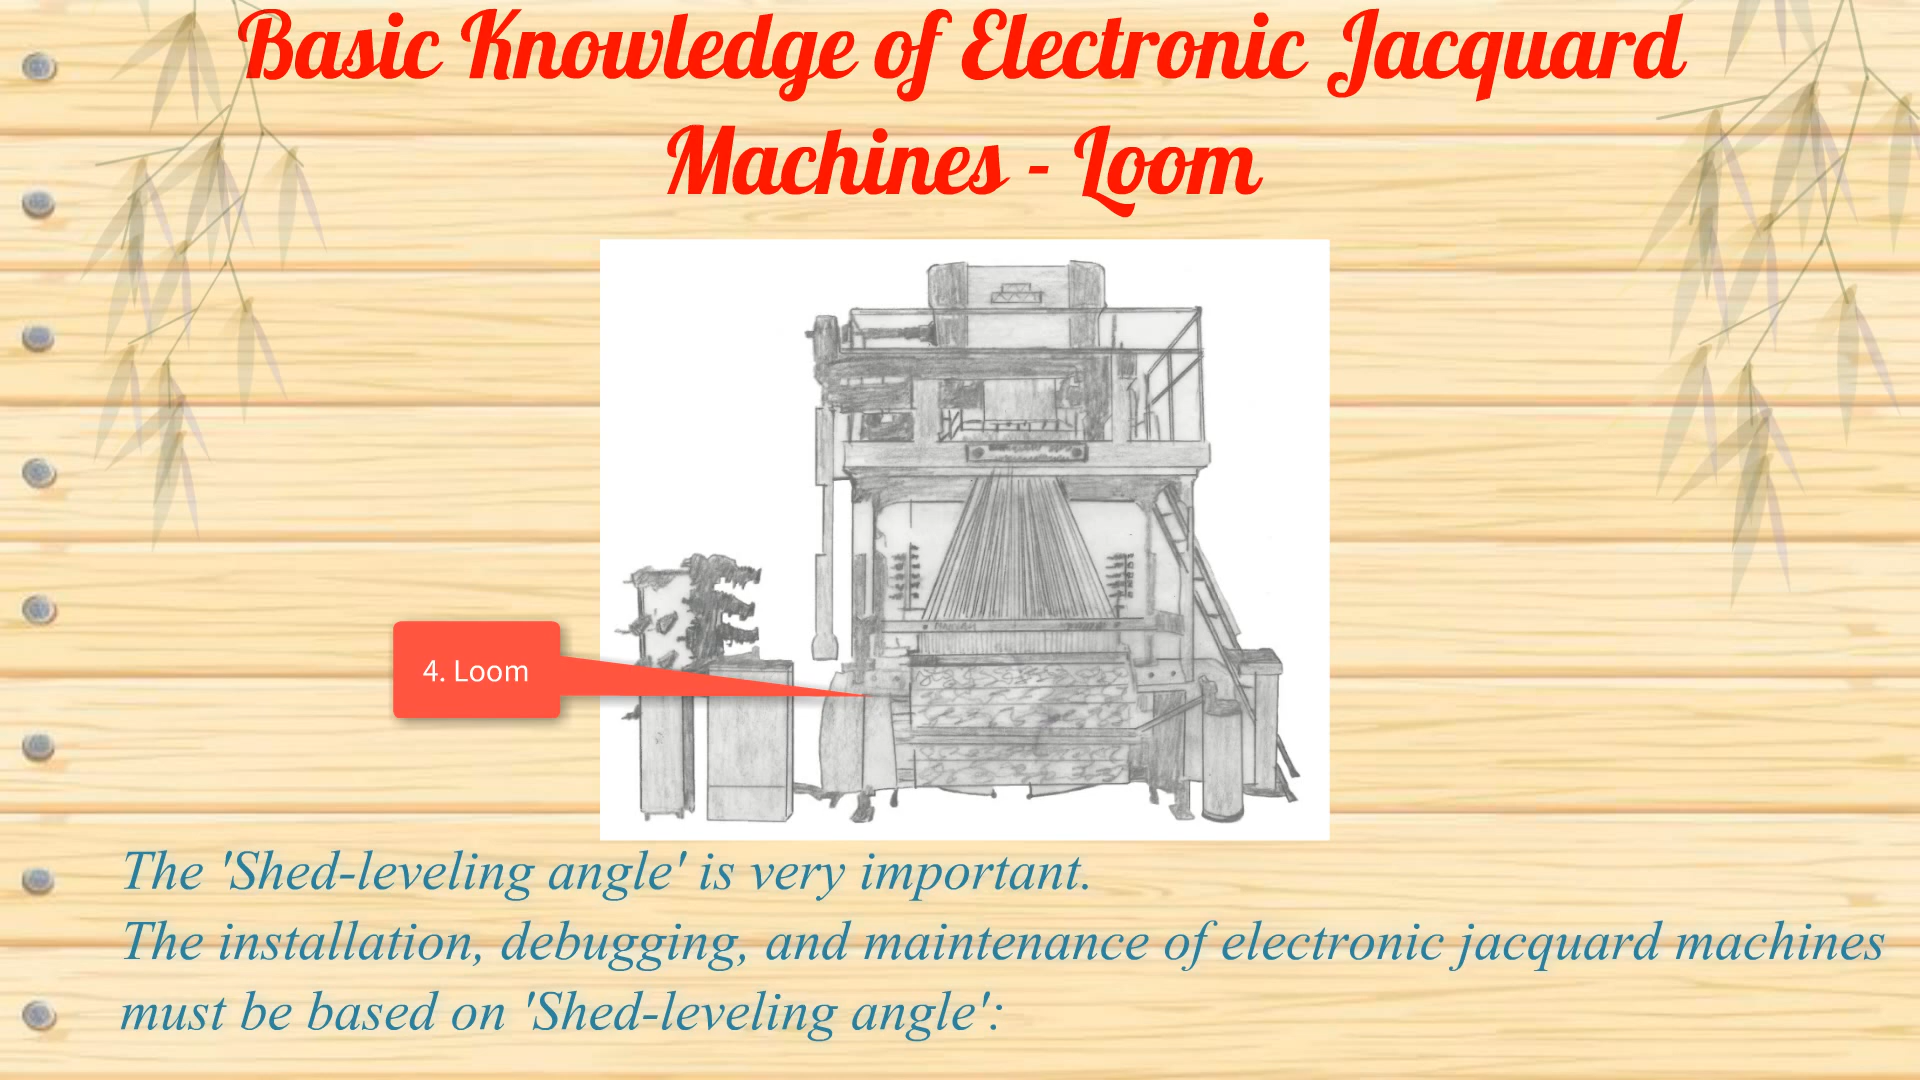 Basic Knowledge of Electronic Jacquard
Machines - Loom
4. Loom
The 'Shed-leveling angle' is very important.
The installation, debugging, and maintenance of electronic jacquard machines
must be based on 'Shed-leveling angle':